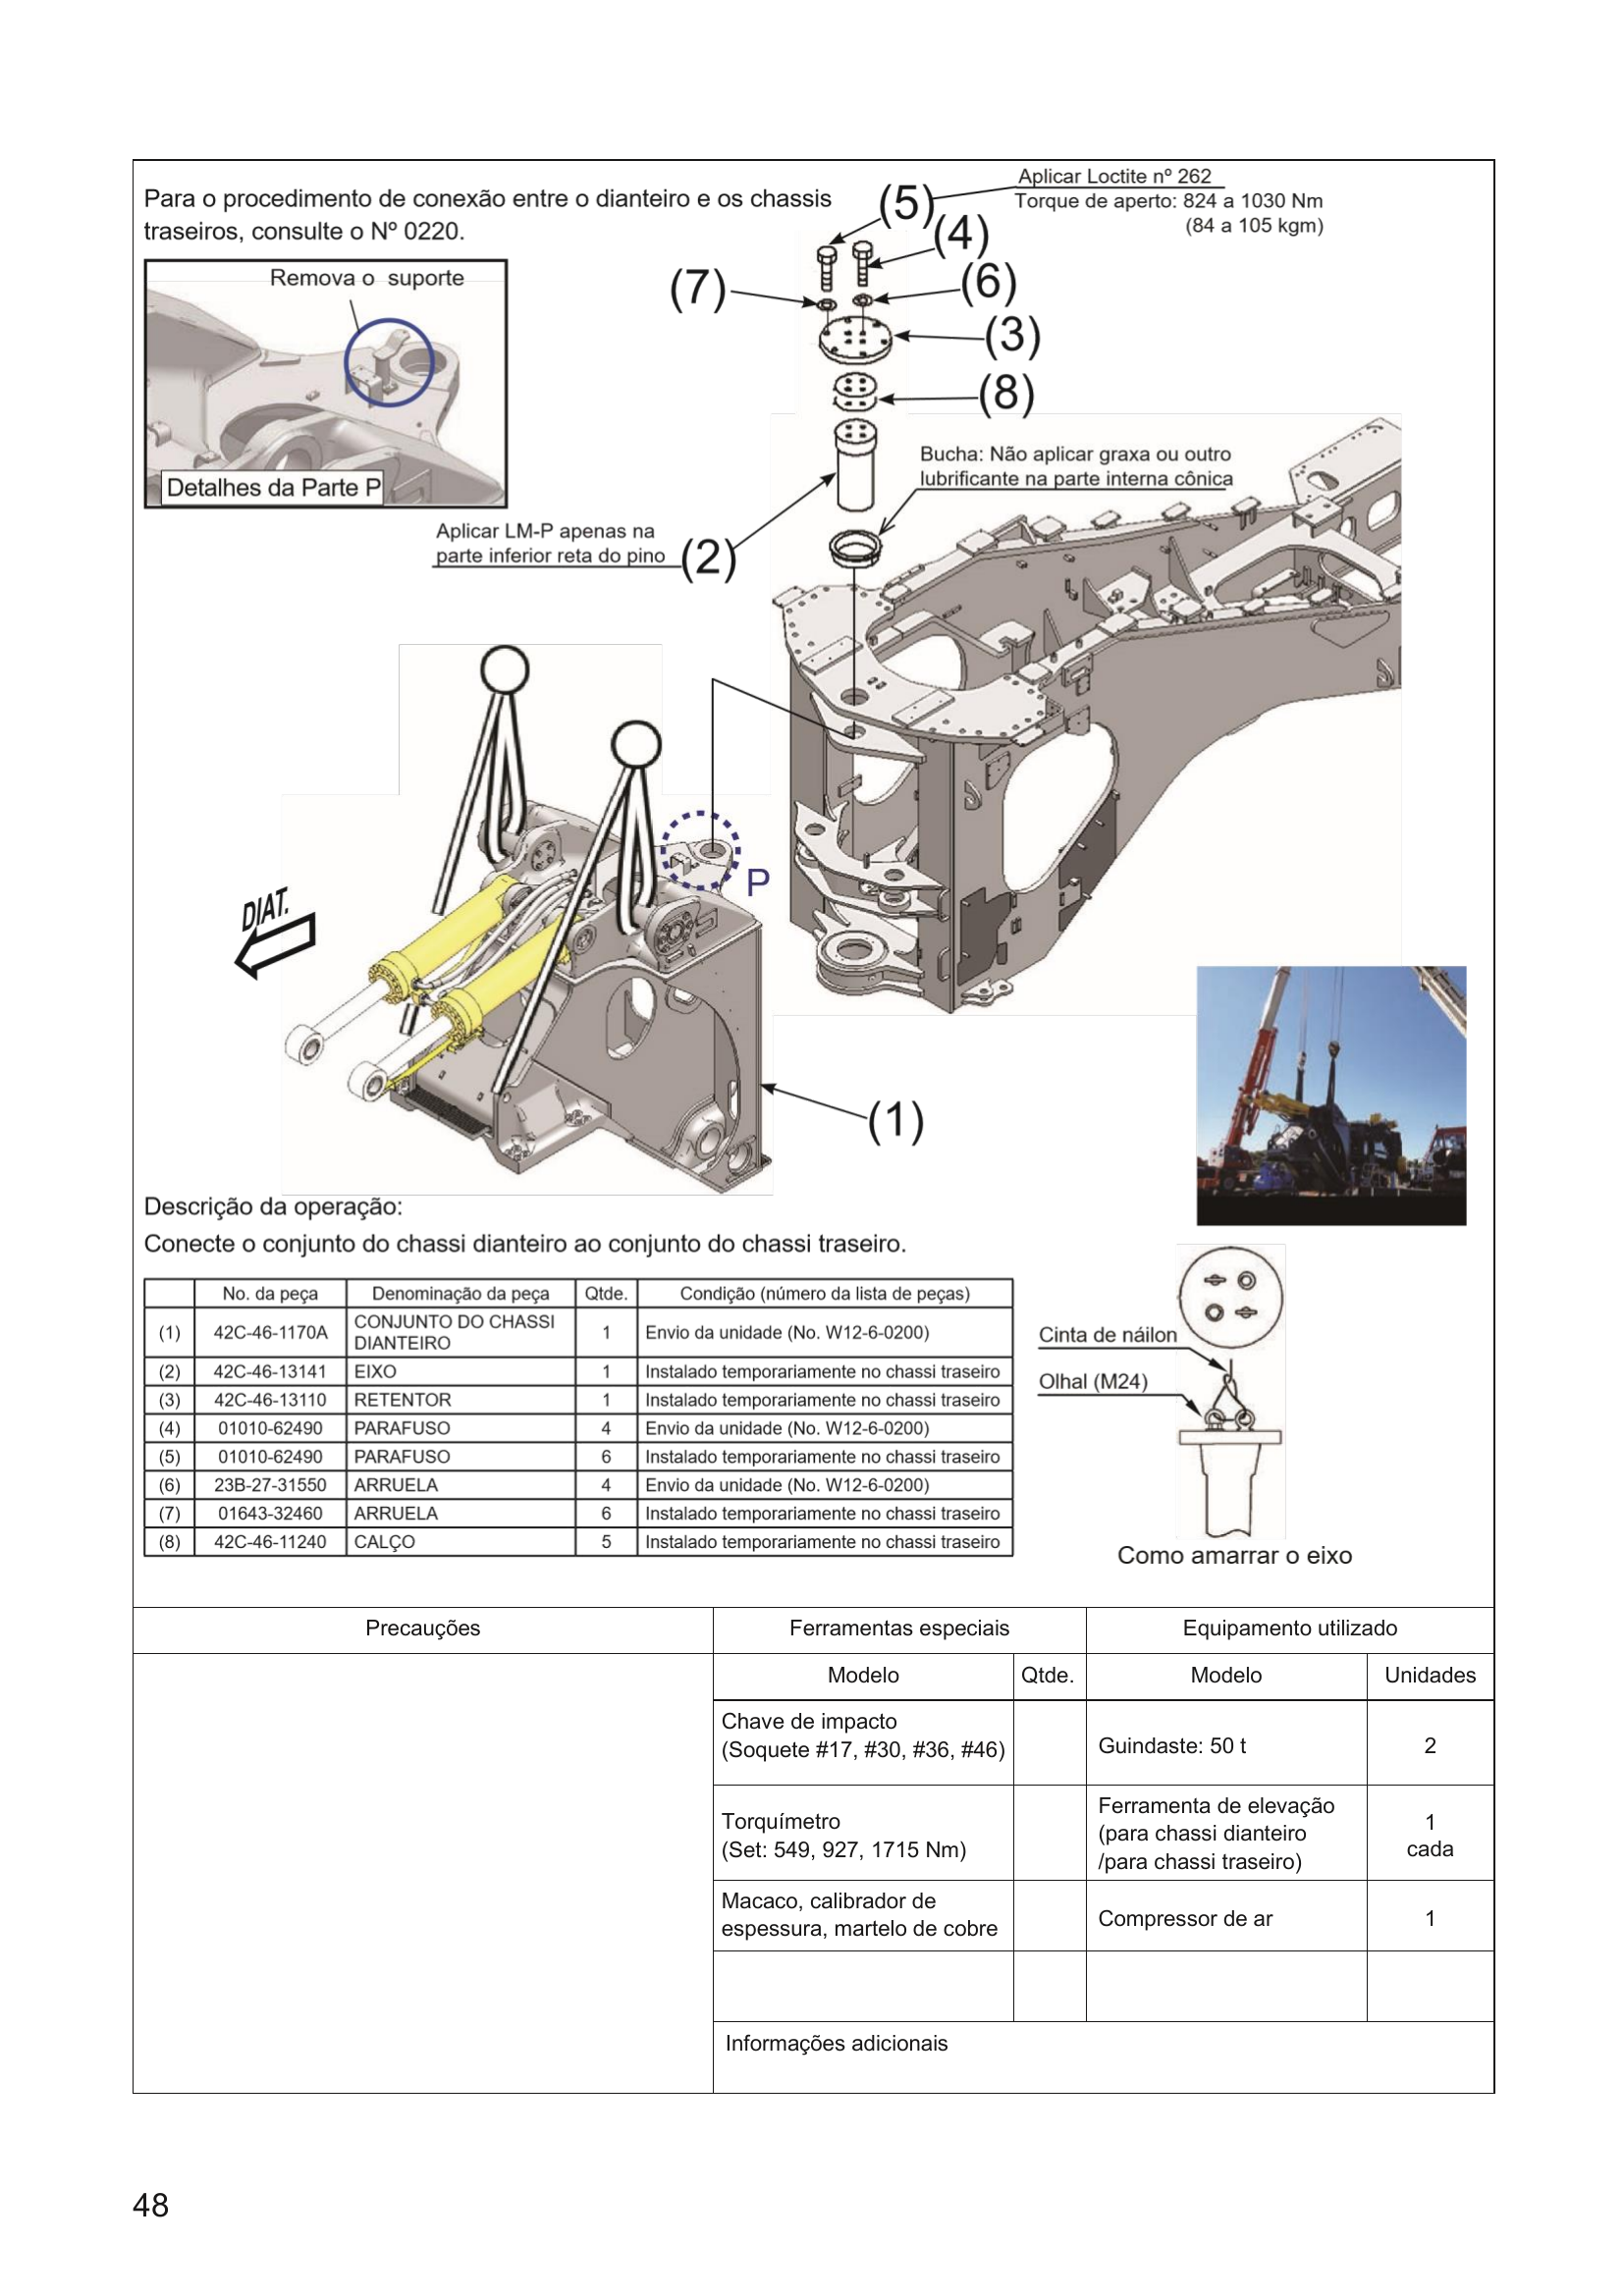 Para o procedimento de conexão entre o dianteiro e os chassis
traseiros, consulte o Nº 0220.
Remova o suporte
Detalhes da Parte P
(5)
Aplicar Loctite nº 262
Torque de aperto: 824 a 1030 Nm
(84 a 105 kgm)
(4)
(7)
(6)
(3)
(8)
Bucha: Não aplicar graxa ou outro
lubrificante na parte interna cônica
Aplicar LM-P apenas na
parte inferior reta do pino
(2)
P
DIAT.
(1)
Descrição da operação:
Conecte o conjunto do chassi dianteiro ao conjunto do chassi traseiro.
No. da peça Denominação da peça Qtde. Condição (número da lista de peças)
(1) 42C-46-1170A CONJUNTO DO CHASSI DIANTEIRO 1 Envio da unidade (No. W12-6-0200)
(2) 42C-46-13141 EIXO 1 Instalado temporariamente no chassi traseiro
(3) 42C-46-13110 RETENTOR 1 Instalado temporariamente no chassi traseiro
(4) 01010-62490 PARAFUSO 4 Envio da unidade (No. W12-6-0200)
(5) 01010-62490 PARAFUSO 6 Instalado temporariamente no chassi traseiro
(6) 23B-27-31550 ARRUELA 4 Envio da unidade (No. W12-6-0200)
(7) 01643-32460 ARRUELA 6 Instalado temporariamente no chassi traseiro
(8) 42C-46-11240 CALÇO 5 Instalado temporariamente no chassi traseiro
Cinta de náilon
Olhal (M24)
Como amarrar o eixo
Precauções Ferramentas especiais Equipamento utilizado
Modelo Qtde. Modelo Unidades
Chave de impacto
(Soquete #17, #30, #36, #46)
Guindaste: 50 t 2
Torquímetro
(Set: 549, 927, 1715 Nm)
Ferramenta de elevação
(para chassi dianteiro
/para chassi traseiro)
1
cada
Macaco, calibrador de
espessura, martelo de cobre
Compressor de ar 1
Informações adicionais
48